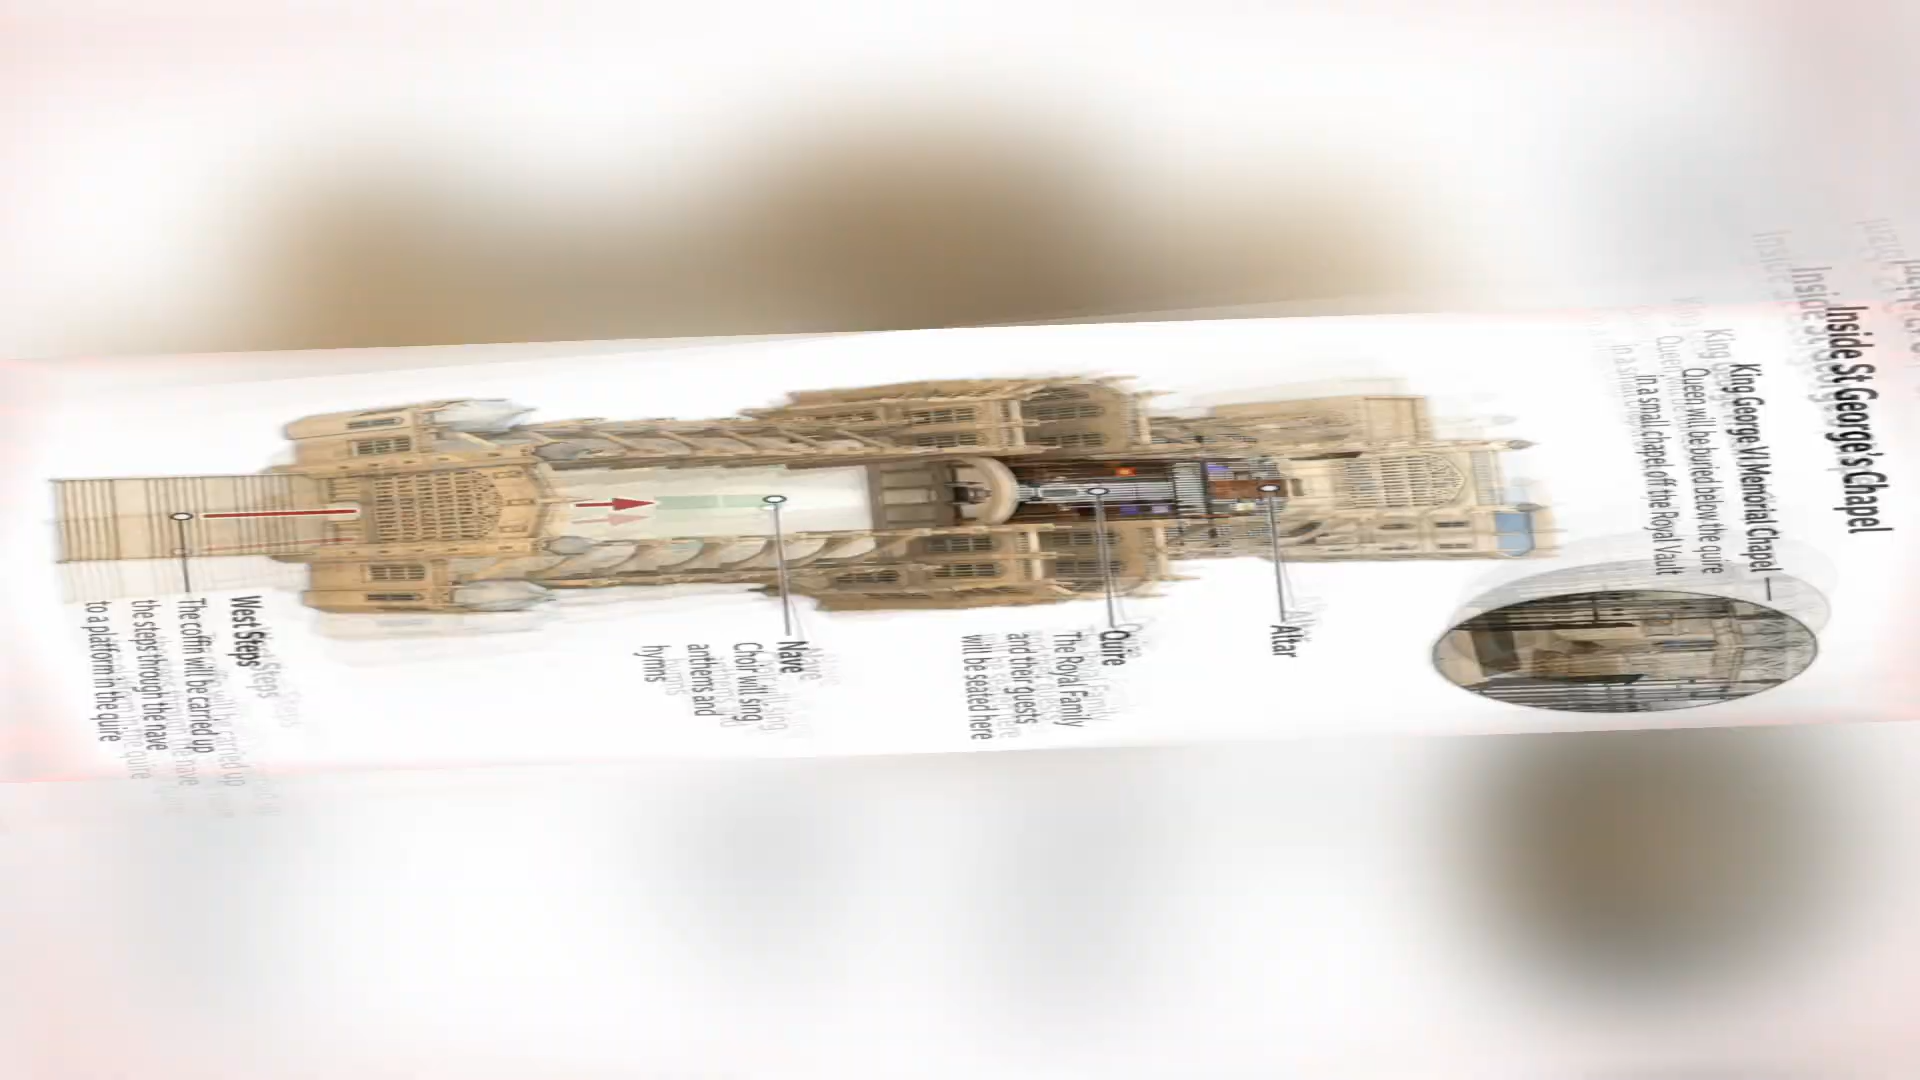 Inside St George's Chapel
King George VI Memorial Chapel
Queen will be buried below the quire
in a small chapel off the Royal Vault
Altar
Quire
The Royal Family
and their guests
will be seated here
Nave
Choir will sing
anthems and
hymns
West Steps
The coffin will be carried up
the steps through the nave
to a platform in the quire